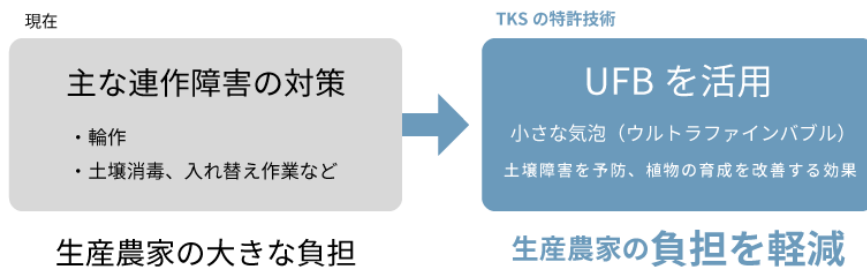 現在
主な連作障害の対策
・輪作
・土壌消毒、入れ替え作業など
生産農家の大きな負担
TKS の特許技術
UFB を活用
小さな気泡（ウルトラファインバブル）
土壌障害を予防、植物の育成を改善する効果
生産農家の負担を軽減